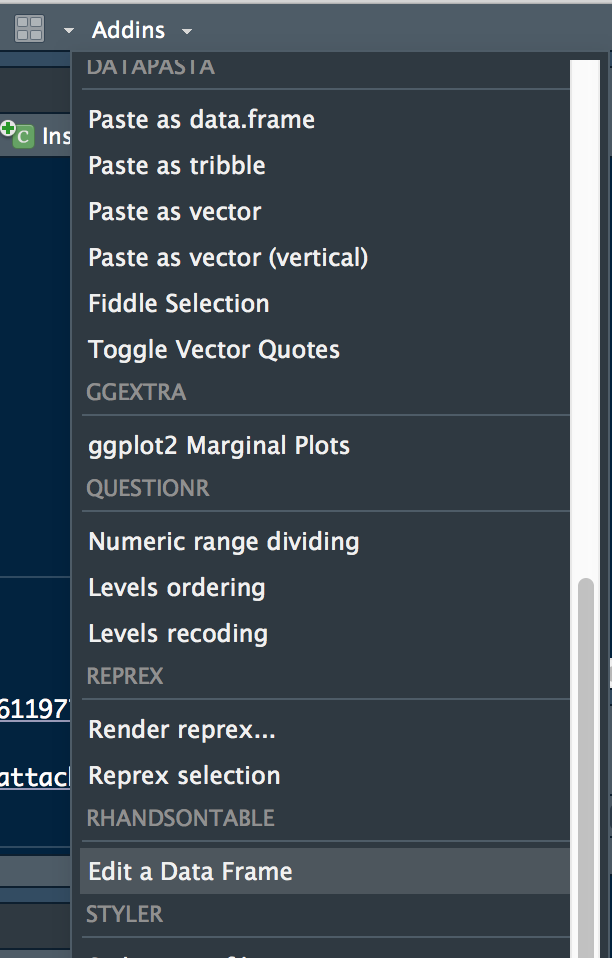 Addins
DATAPASTA
Ins
Paste as data.frame
Paste as tribble
Paste as vector
Paste as vector (vertical)
Fiddle Selection
Toggle Vector Quotes
GGEXTRA
ggplot2 Marginal Plots
QUESTIONR
Numeric range dividing
Levels ordering
Levels recoding
REPREX
61197
Render reprex...
attach
Reprex selection
RHANDSONTABLE
Edit a Data Frame
STYLER